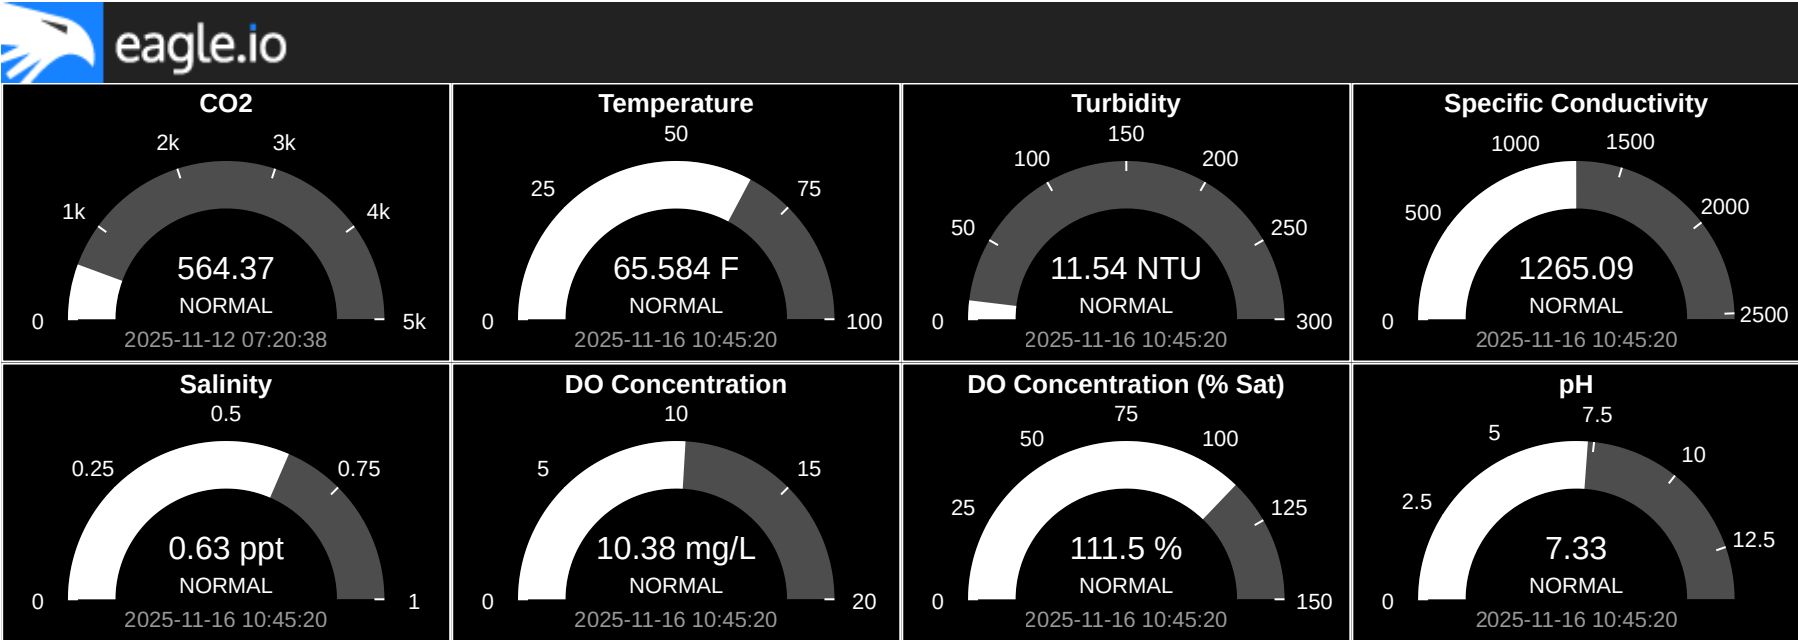 eagle.io
CO2
0
1k
2k
3k
4k
5k
564.37
NORMAL
2025-11-12 07:20:38
Temperature
0
25
50
75
100
65.584 F
NORMAL
2025-11-16 10:45:20
Turbidity
0
50
100
150
200
250
300
11.54 NTU
NORMAL
2025-11-16 10:45:20
Specific Conductivity
0
500
1000
1500
2000
2500
1265.09
NORMAL
2025-11-16 10:45:20
Salinity
0
0.25
0.5
0.75
1
0.63 ppt
NORMAL
2025-11-16 10:45:20
DO Concentration
0
5
10
15
20
10.38 mg/L
NORMAL
2025-11-16 10:45:20
DO Concentration (% Sat)
0
25
50
75
100
125
150
111.5 %
NORMAL
2025-11-16 10:45:20
pH
0
2.5
5
7.5
10
12.5
7.33
NORMAL
2025-11-16 10:45:20